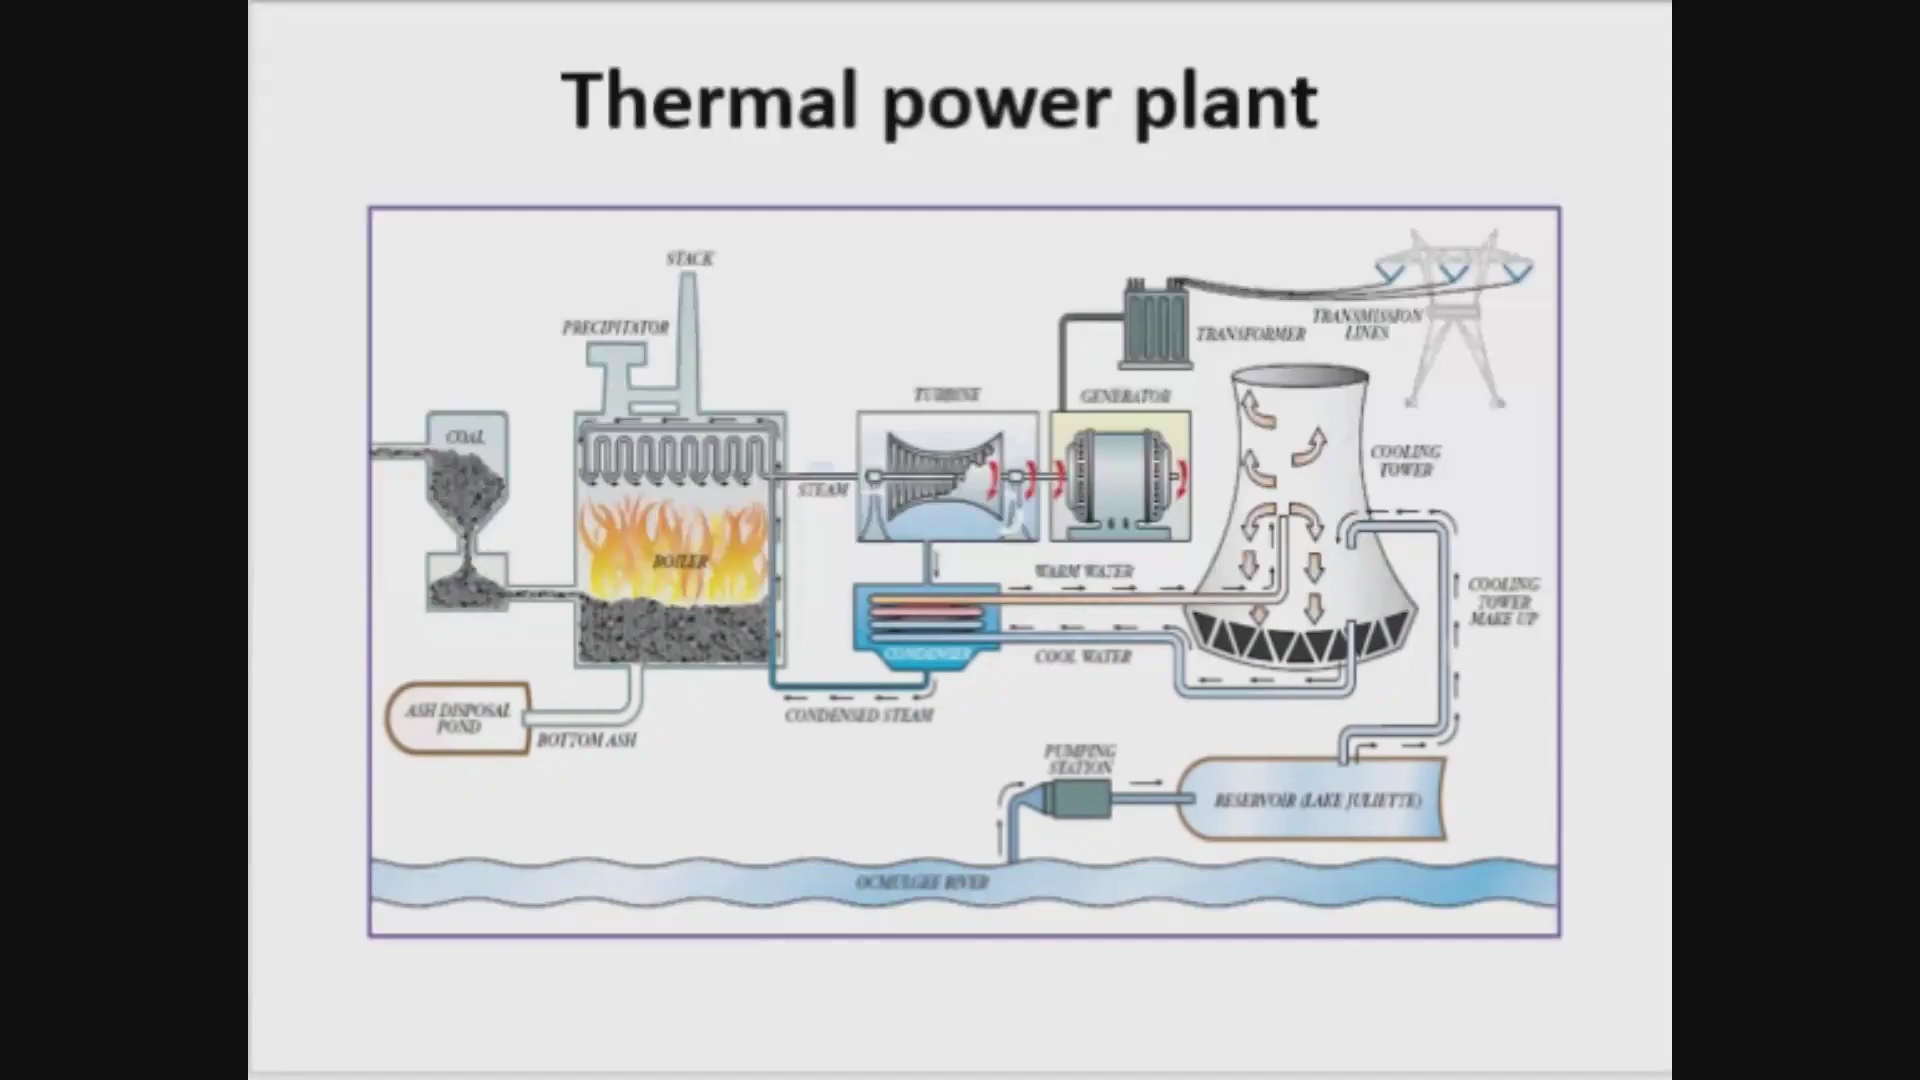 Thermal power plant
STACK
PRECIPITATOR
TRANSMISSION
LINES
TRANSFORMER
TURBINE
GENERATOR
COAL
COOLING
TOWER
STEAM
BOILER
WARM WATER
COOLING
TOWER
MAKE UP
CONDENSER
COOL WATER
ASH DISPOSAL
POND
CONDENSED STEAM
BOTTOM ASH
PUMPING
STATION
RESERVOIR (LAKE JULIETTE)
OCMULGEE RIVER